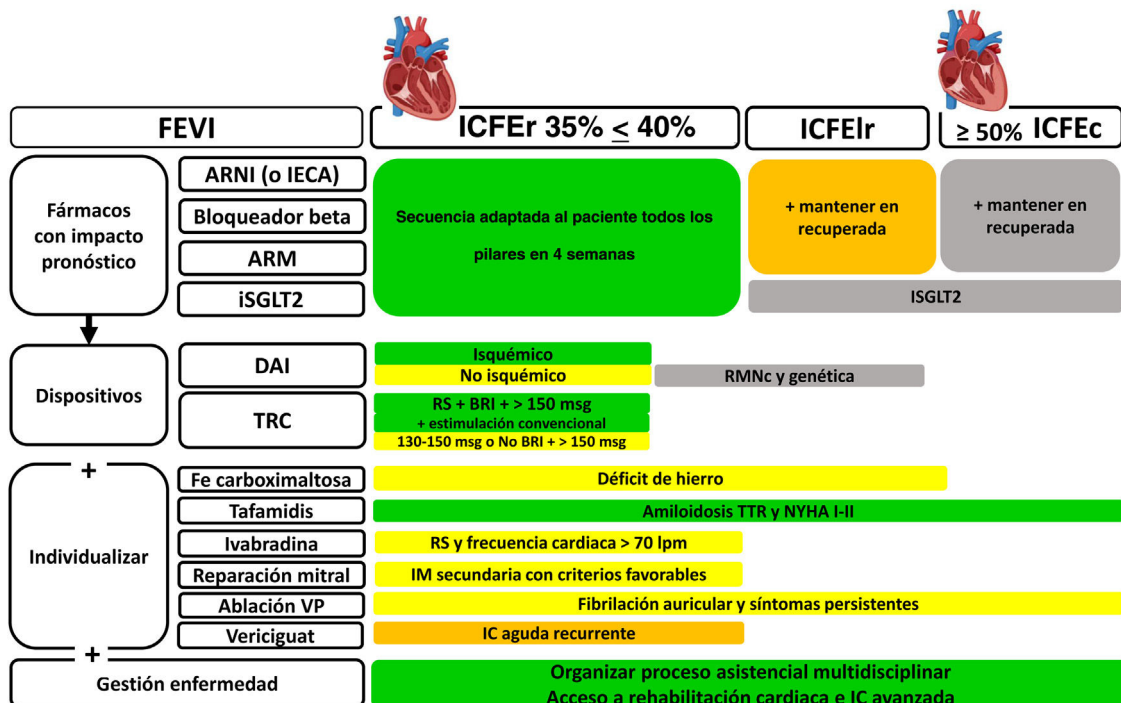 FEVI
ICFEr 35% ≤ 40%
ICFElr
≥ 50% ICFEc
Fármacos
con impacto
pronóstico
ARNI (o IECA)
Bloqueador beta
ARM
iSGLT2
Secuencia adaptada al paciente todos los
pilares en 4 semanas
+ mantener en
recuperada
+ mantener en
recuperada
ISGLT2
Dispositivos
DAI
Isquémico
No isquémico
RMNc y genética
TRC
RS + BRI + > 150 msg
+ estimulación convencional
130-150 msg o No BRI + > 150 msg
+
Individualizar
Fe carboximaltosa
Déficit de hierro
Tafamidis
Amiloidosis TTR y NYHA I-II
Ivabradina
RS y frecuencia cardiaca > 70 lpm
Reparación mitral
IM secundaria con criterios favorables
Ablación VP
Fibrilación auricular y síntomas persistentes
Vericiguat
IC aguda recurrente
+
Gestión enfermedad
Organizar proceso asistencial multidisciplinar
Acceso a rehabilitación cardiaca e IC avanzada